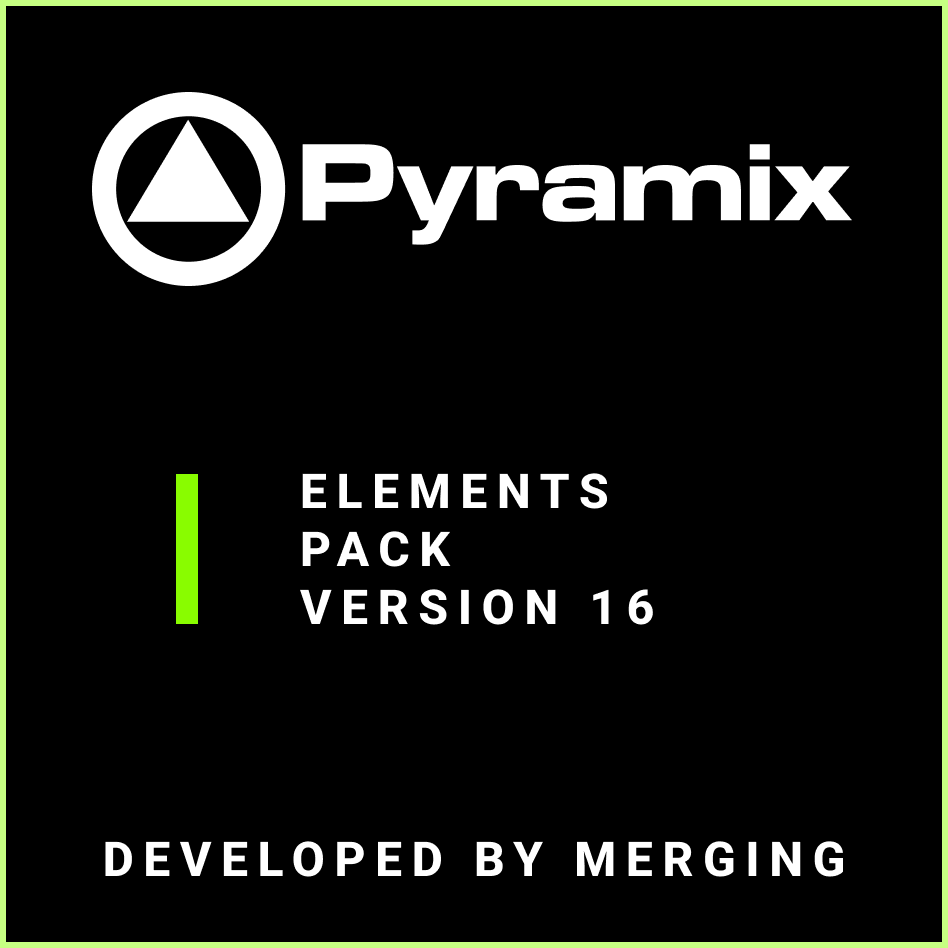 Pyramix
ELEMENTS
PACK
VERSION 16
DEVELOPED BY MERGING